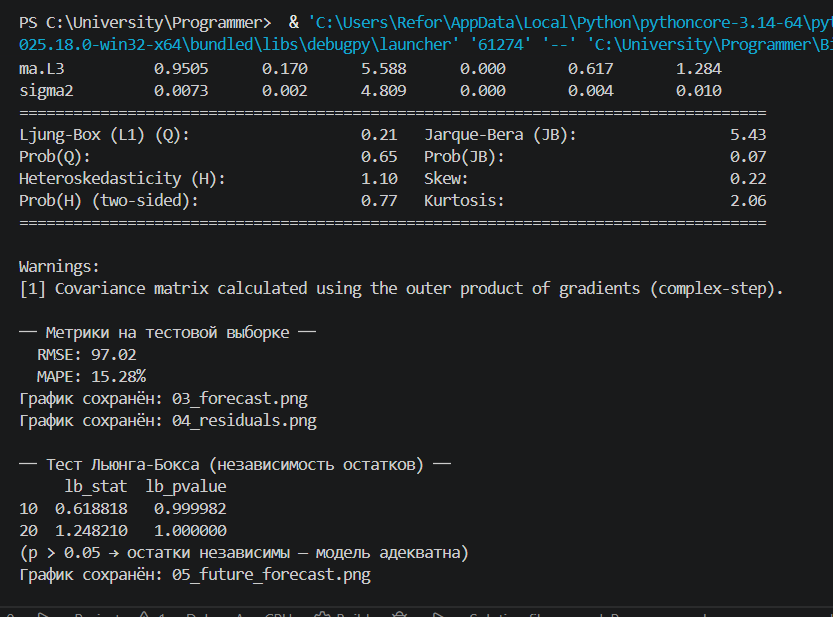 PS C:\University\Programmer>  & 'C:\Users\Refor\AppData\Local\Python\pythoncore-3.14-64\pyt
025.18.0-win32-x64\bundled\libs\debugpy\launcher' '61274' '--' 'C:\University\Programmer\Bi
ma.L3          0.9505      0.170      5.588      0.000       0.617       1.284
sigma2         0.0073      0.002      4.809      0.000       0.004       0.010
===================================================================================
Ljung-Box (L1) (Q):                   0.21   Jarque-Bera (JB):                 5.43
Prob(Q):                              0.65   Prob(JB):                         0.07
Heteroskedasticity (H):               1.10   Skew:                             0.22
Prob(H) (two-sided):                  0.77   Kurtosis:                         2.06
===================================================================================
Warnings:
[1] Covariance matrix calculated using the outer product of gradients (complex-step).
── Метрики на тестовой выборке ──
  RMSE: 97.02
  MAPE: 15.28%
График сохранён: 03_forecast.png
График сохранён: 04_residuals.png
── Тест Льюнга-Бокса (независимость остатков) ──
     lb_stat  lb_pvalue
10  0.618818   0.999982
20  1.248210   1.000000
(p > 0.05 → остатки независимы — модель адекватна)
График сохранён: 05_future_forecast.png